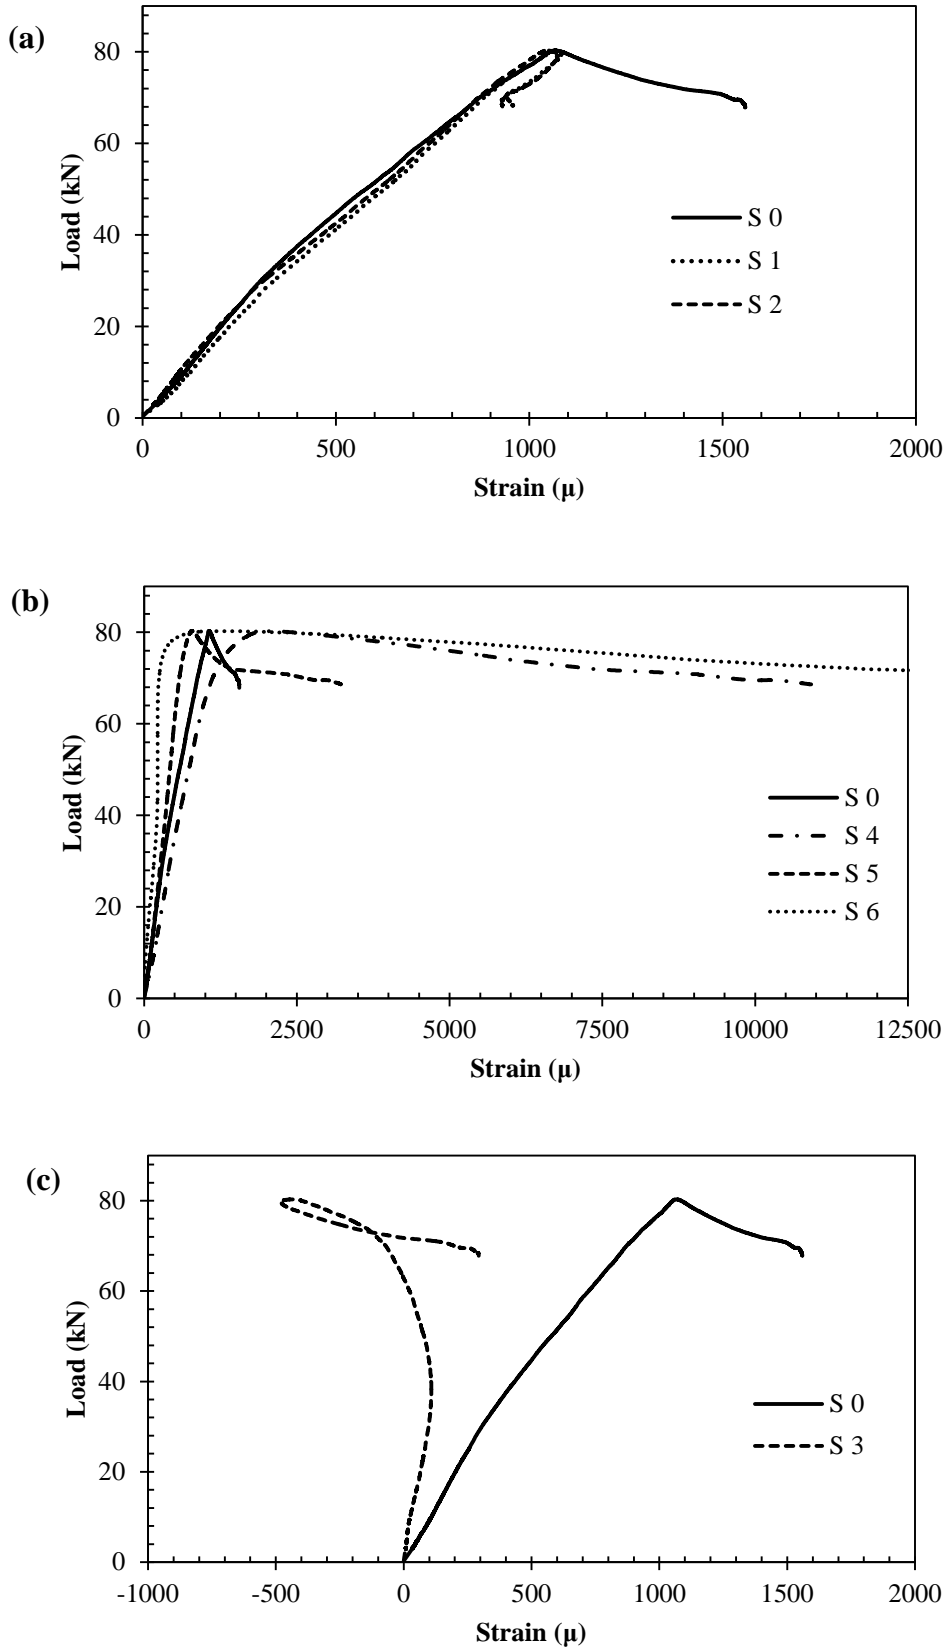 (a)
80
60
40
20
0
Load (kN)
S 0
S 1
S 2
0 500 1000 1500 2000
Strain (μ)
(b)
80
60
40
20
0
Load (kN)
S 0
S 4
S 5
S 6
0 2500 5000 7500 10000 12500
Strain (μ)
(c)
80
60
40
20
0
Load (kN)
S 0
S 3
-1000 -500 0 500 1000 1500 2000
Strain (μ)